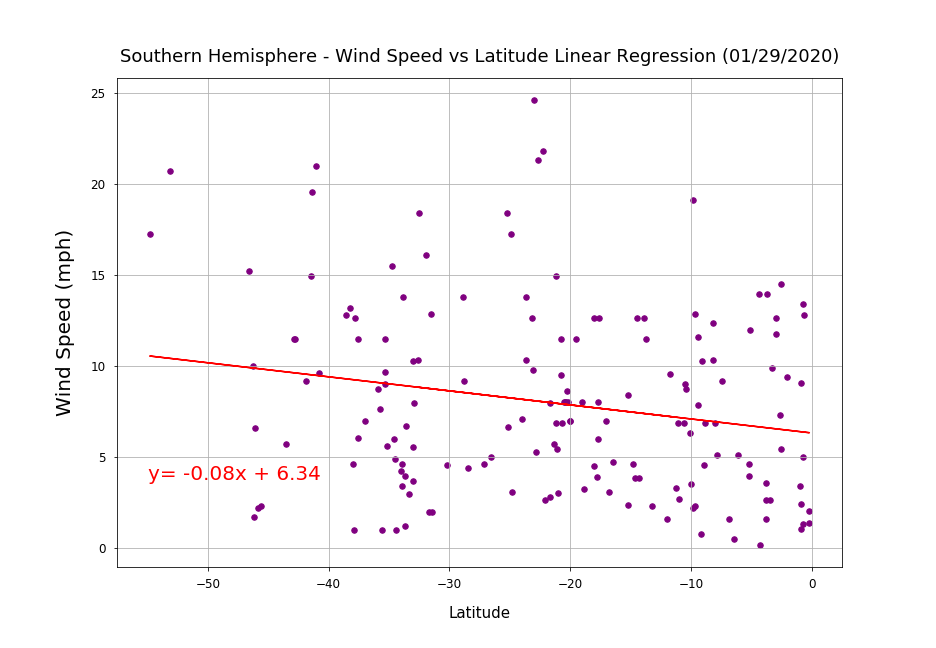 Southern Hemisphere - Wind Speed vs Latitude Linear Regression (01/29/2020)
25
20
15
10
5
0
Wind Speed (mph)
y= -0.08x + 6.34
−50 −40 −30 −20 −10 0
Latitude